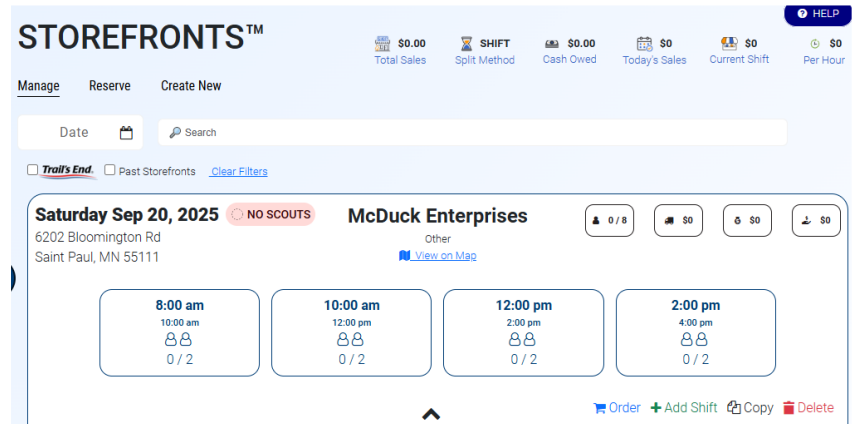 HELP
STOREFRONTS™
$0.00 SHIFT $0.00 $0 $0 $0
Total Sales Split Method Cash Owed Today's Sales Current Shift Per Hour
Manage Reserve Create New
Date Search
Trail's End. Past Storefronts Clear Filters
Saturday Sep 20, 2025 NO SCOUTS McDuck Enterprises 0 / 8 $0 $0 $0
6202 Bloomington Rd Other
Saint Paul, MN 55111 View on Map
8:00 am 10:00 am 12:00 pm 2:00 pm
10:00 am 12:00 pm 2:00 pm 4:00 pm
0 / 2 0 / 2 0 / 2 0 / 2
Order Add Shift Copy Delete